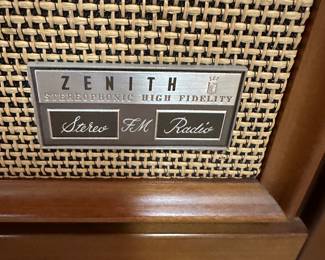 ZENITH
STEREOPHONIC HIGH FIDELITY
Stereo FM Radio